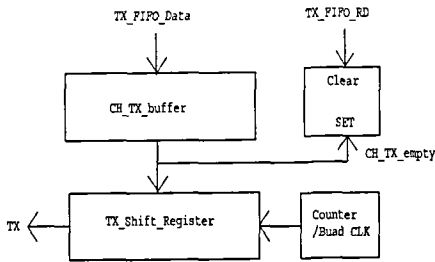 TX_FIFO_Data
TX_FIFO_RD
CH_TX_buffer
Clear
SET
CH_TX_empty
TX
TX_Shift_Register
Counter
/Buad CLK